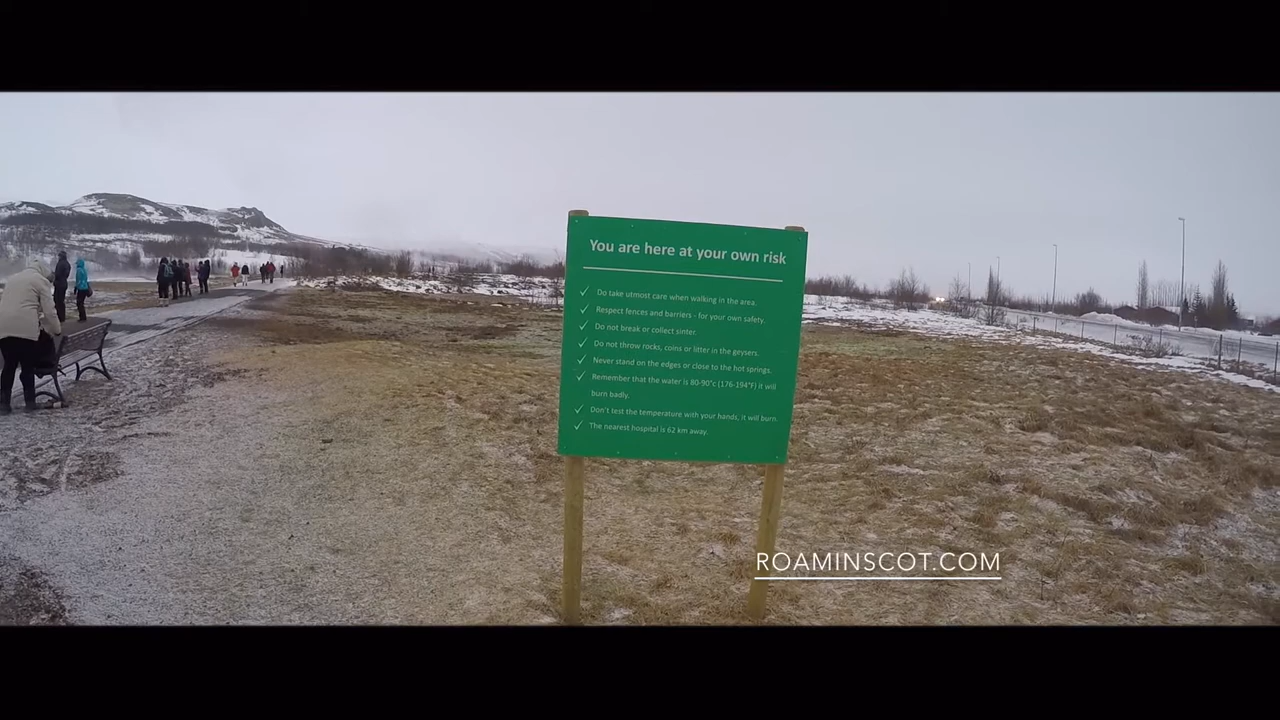 You are here at your own risk
✓ Do take utmost care when walking in the area.
✓ Respect fences and barriers - for your own safety.
✓ Do not break or collect sinter.
✓ Do not throw rocks, coins or litter in the geysers.
✓ Never stand on the edges or close to the hot springs.
✓ Remember that the water is 80-90°c (176-194°F) it will
burn badly.
✓ Don't test the temperature with your hands, it will burn.
✓ The nearest hospital is 62 km away.
ROAMINSCOT.COM